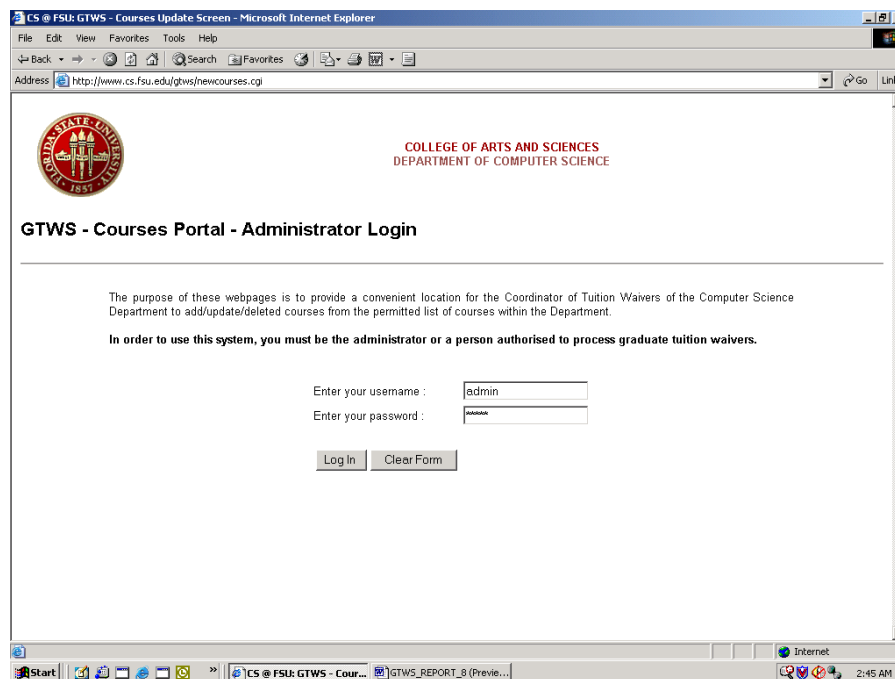 CS @ FSU: GTWS - Courses Update Screen - Microsoft Internet Explorer
File Edit View Favorites Tools Help
Back Search Favorites
Address http://www.cs.fsu.edu/gtws/newcourses.cgi Go Lin
FLORIDA STATE UNIVERSITY 1857
COLLEGE OF ARTS AND SCIENCES
DEPARTMENT OF COMPUTER SCIENCE
GTWS - Courses Portal - Administrator Login
The purpose of these webpages is to provide a convenient location for the Coordinator of Tuition Waivers of the Computer Science
Department to add/update/deleted courses from the permitted list of courses within the Department.
In order to use this system, you must be the administrator or a person authorised to process graduate tuition waivers.
Enter your username : admin
Enter your password : *****
Log In Clear Form
Internet
Start » CS @ FSU: GTWS - Cour... GTWS_REPORT_8 (Previe... 2:45 AM